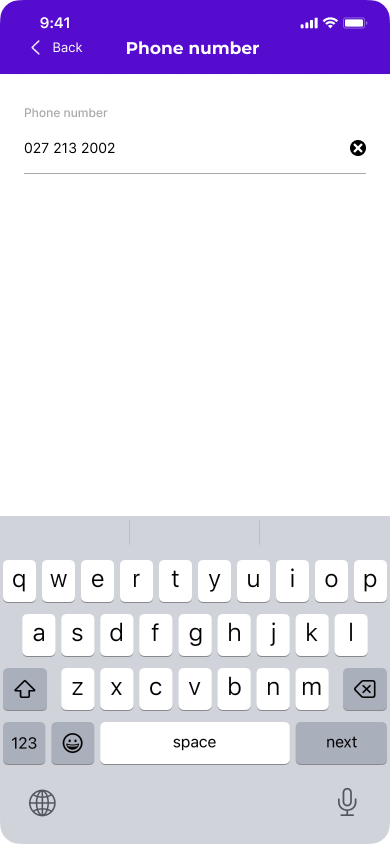 9:41
Back Phone number
Phone number
027 213 2002
q w e r t y u i o p
a s d f g h j k l
z x c v b n m
123 space next